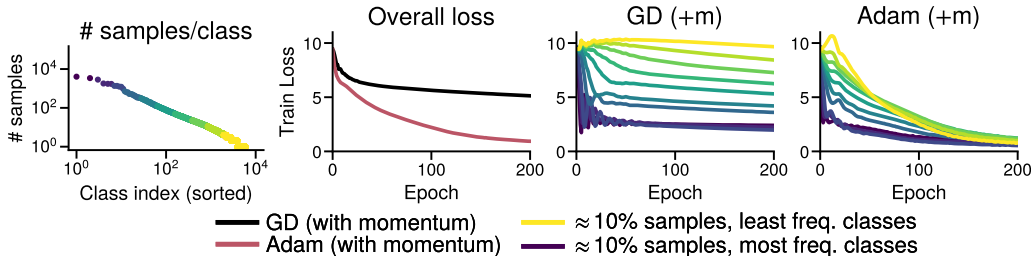 # samples/class
Overall loss
GD (+m)
Adam (+m)
# samples
10⁴
10²
10⁰
10⁰
10²
10⁴
Class index (sorted)
Train Loss
10
5
0
0
100
200
Epoch
10
5
0
0
100
200
Epoch
10
5
0
0
100
200
Epoch
GD (with momentum)
Adam (with momentum)
≈10% samples, least freq. classes
≈10% samples, most freq. classes